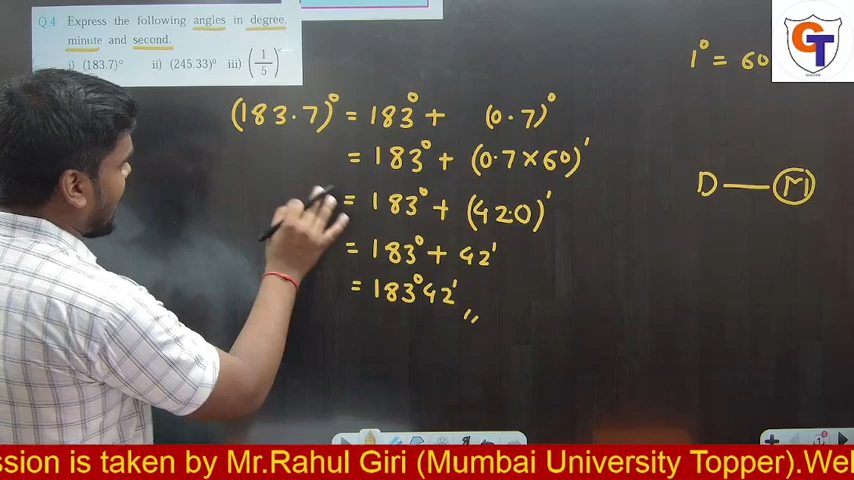 Q.4 Express the following angles in degree,
minute and second.
i) (183.7)° ii) (245.33)⁰ iii) (1/5)ᶜ
1° = 60
GT
(183.7)° = 183° + (0.7)°
= 183° + (0.7×60)'
D — M
= 183° + (42.0)'
= 183° + 42'
= 183°42'
ssion is taken by Mr.Rahul Giri (Mumbai University Topper).Wel